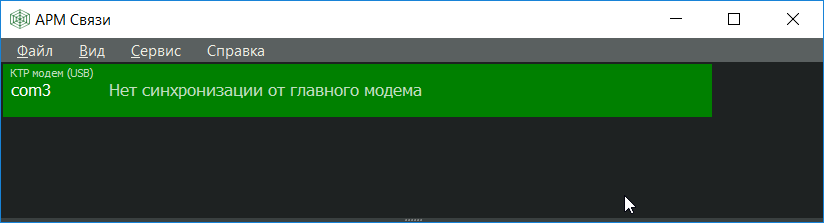 АРМ Связи
Файл Вид Сервис Справка
КТР модем (USB)
com3 Нет синхронизации от главного модема